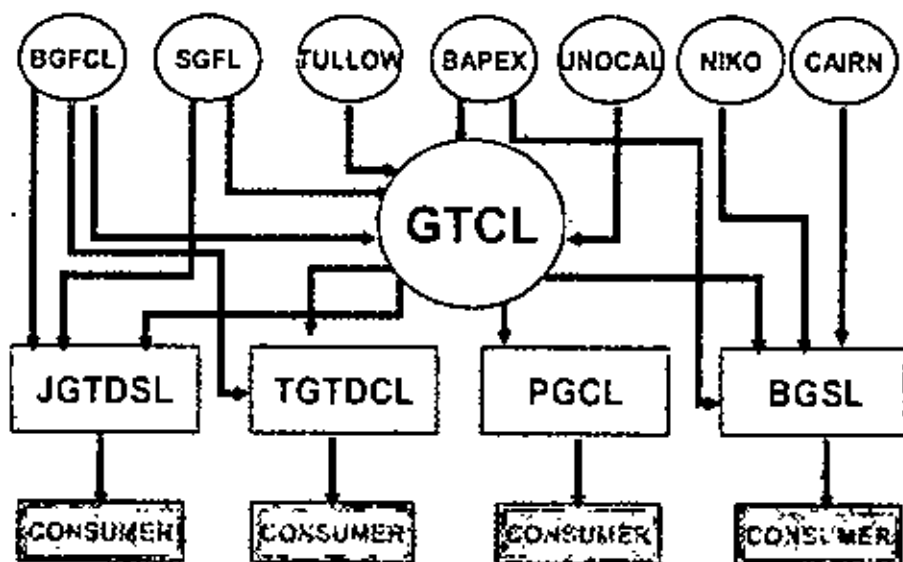 BGFCL
SGFL
TULLOW
BAPEX
UNOCAL
NIKO
CAIRN
GTCL
JGTDSL
TGTDCL
PGCL
BGSL
CONSUMER
CONSUMER
CONSUMER
CONSUMER